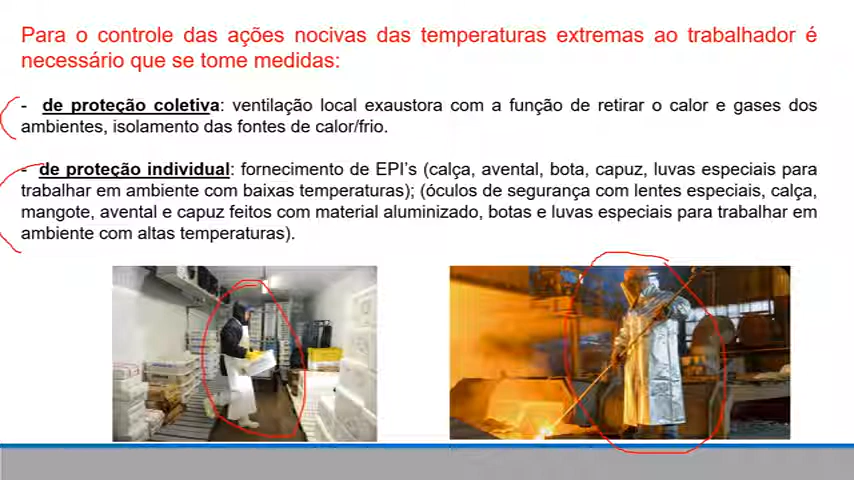 Para o controle das ações nocivas das temperaturas extremas ao trabalhador é
necessário que se tome medidas:
- de proteção coletiva: ventilação local exaustora com a função de retirar o calor e gases dos
ambientes, isolamento das fontes de calor/frio.
- de proteção individual: fornecimento de EPI's (calça, avental, bota, capuz, luvas especiais para
trabalhar em ambiente com baixas temperaturas); (óculos de segurança com lentes especiais, calça,
mangote, avental e capuz feitos com material aluminizado, botas e luvas especiais para trabalhar em
ambiente com altas temperaturas).